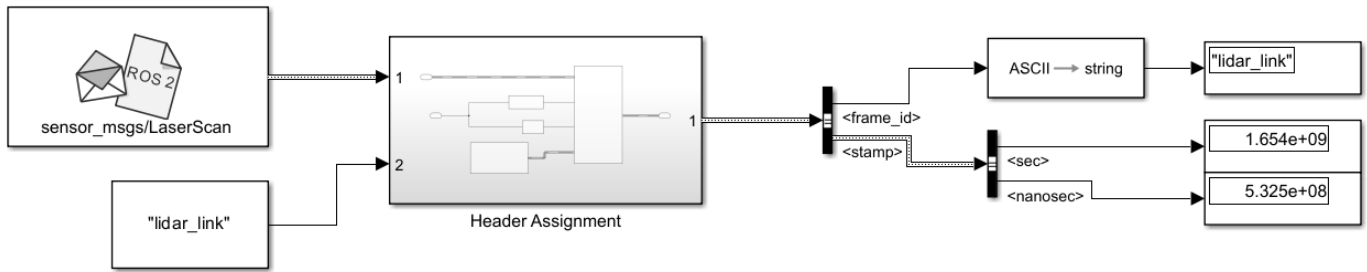 ROS 2
sensor_msgs/LaserScan
"lidar_link"
1
2
1
Header Assignment
<frame_id>
<stamp>
ASCII → string
"lidar_link"
<sec>
<nanosec>
1.654e+09
5.325e+08